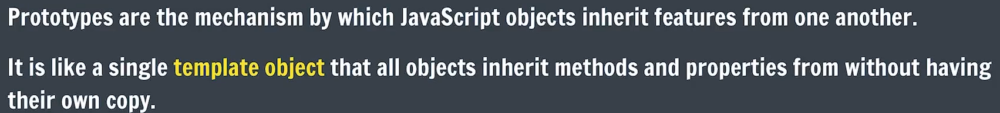 Prototypes are the mechanism by which JavaScript objects inherit features from one another.
It is like a single template object that all objects inherit methods and properties from without having
their own copy.